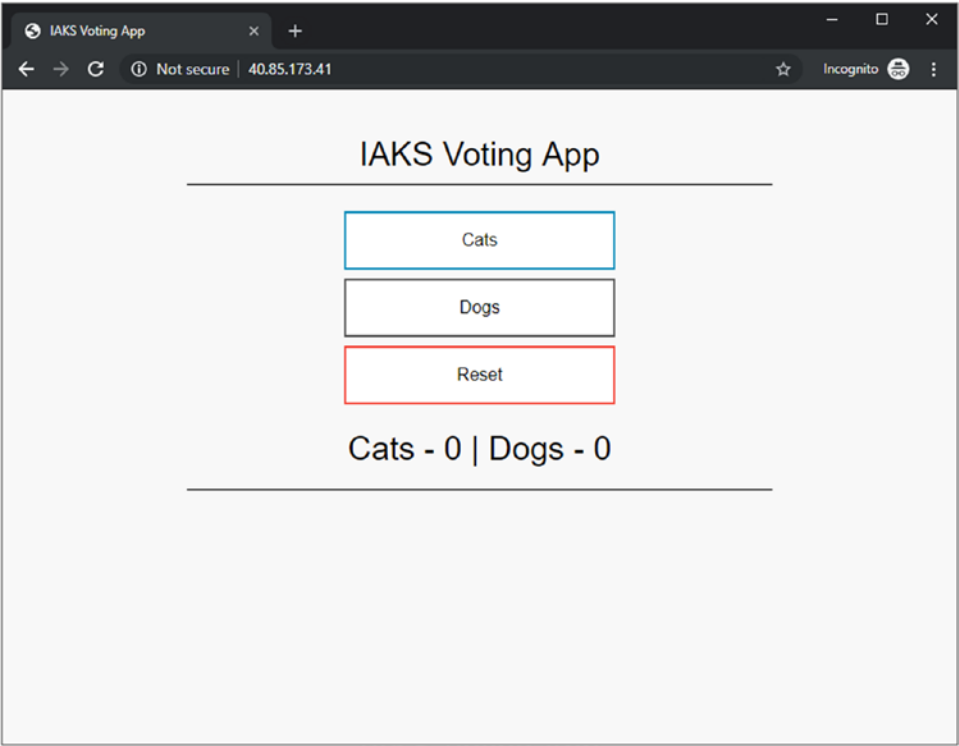 IAKS Voting App
Not secure | 40.85.173.41
Incognito
IAKS Voting App
Cats
Dogs
Reset
Cats - 0 | Dogs - 0